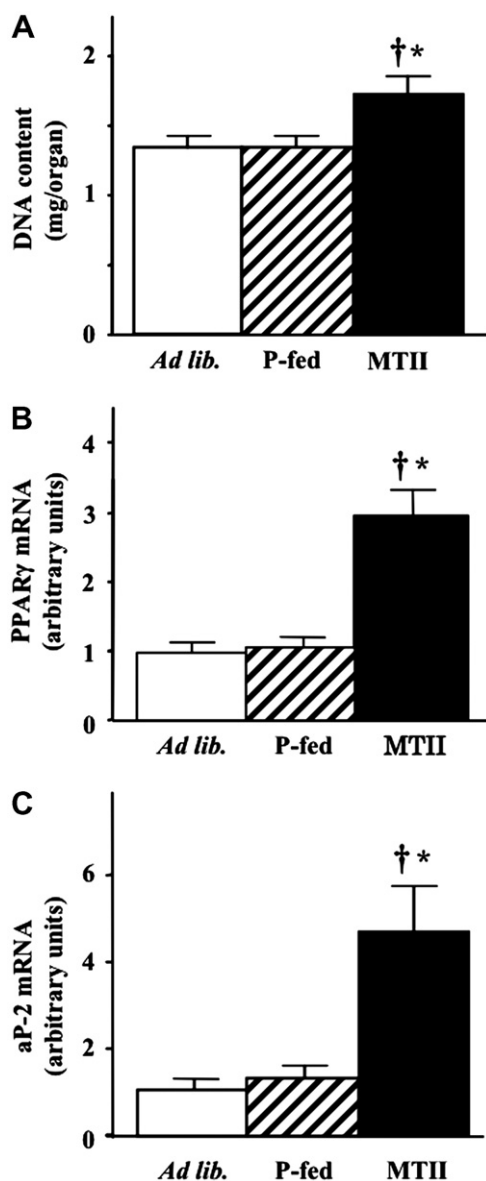 A
DNA content
(mg/organ)
2
1
0
† *
Ad lib. P-fed MTII
B
PPARγ mRNA
(arbitrary units)
4
3
2
1
0
† *
Ad lib. P-fed MTII
C
aP-2 mRNA
(arbitrary units)
6
4
2
0
† *
Ad lib. P-fed MTII